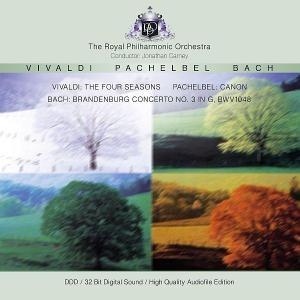 RPO
The Royal Philharmonic Orchestra
Conductor: Jonathan Carney
VIVALDI PACHELBEL BACH
VIVALDI: THE FOUR SEASONS PACHELBEL: CANON
BACH: BRANDENBURG CONCERTO NO. 3 IN G, BWV1048
DDD / 32 Bit Digital Sound / High Quality Audiofile Edition